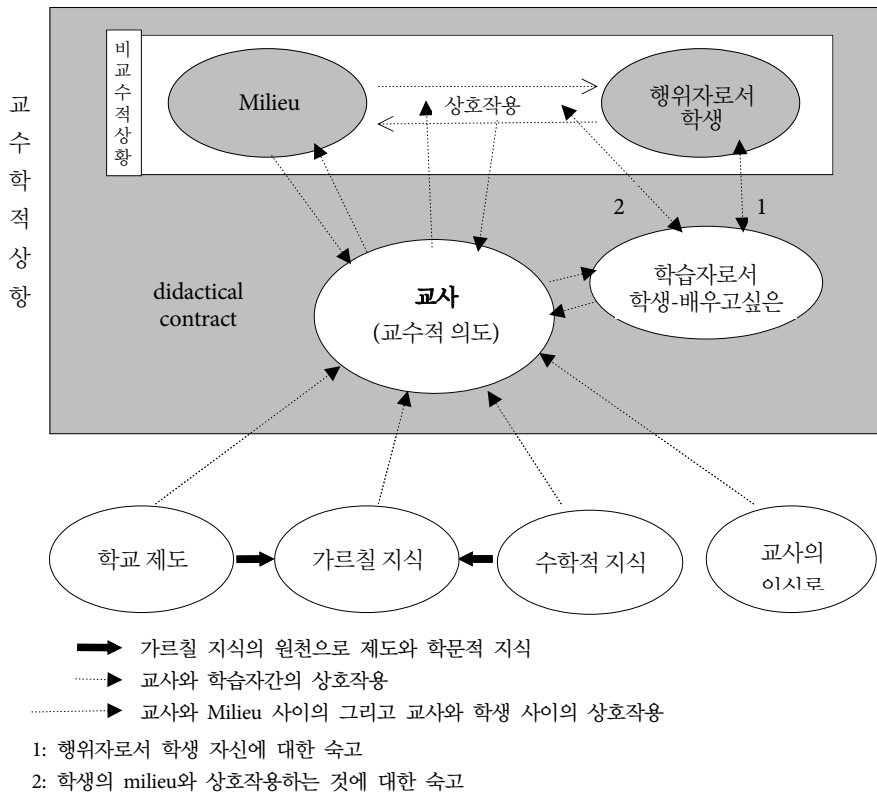 교수학적상항
비교수적상황
Milieu
상호작용
행위자로서
학생
2
1
학습자로서
학생-배우고싶은
교사
(교수적 의도)
didactical
contract
학교 제도
가르칠 지식
수학적 지식
교사의
가르칠 지식의 원천으로 제도와 학문적 지식
교사와 학습자간의 상호작용
교사와 Milieu 사이의 그리고 교사와 학생 사이의 상호작용
1: 행위자로서 학생 자신에 대한 숙고
2: 학생의 milieu와 상호작용하는 것에 대한 숙고